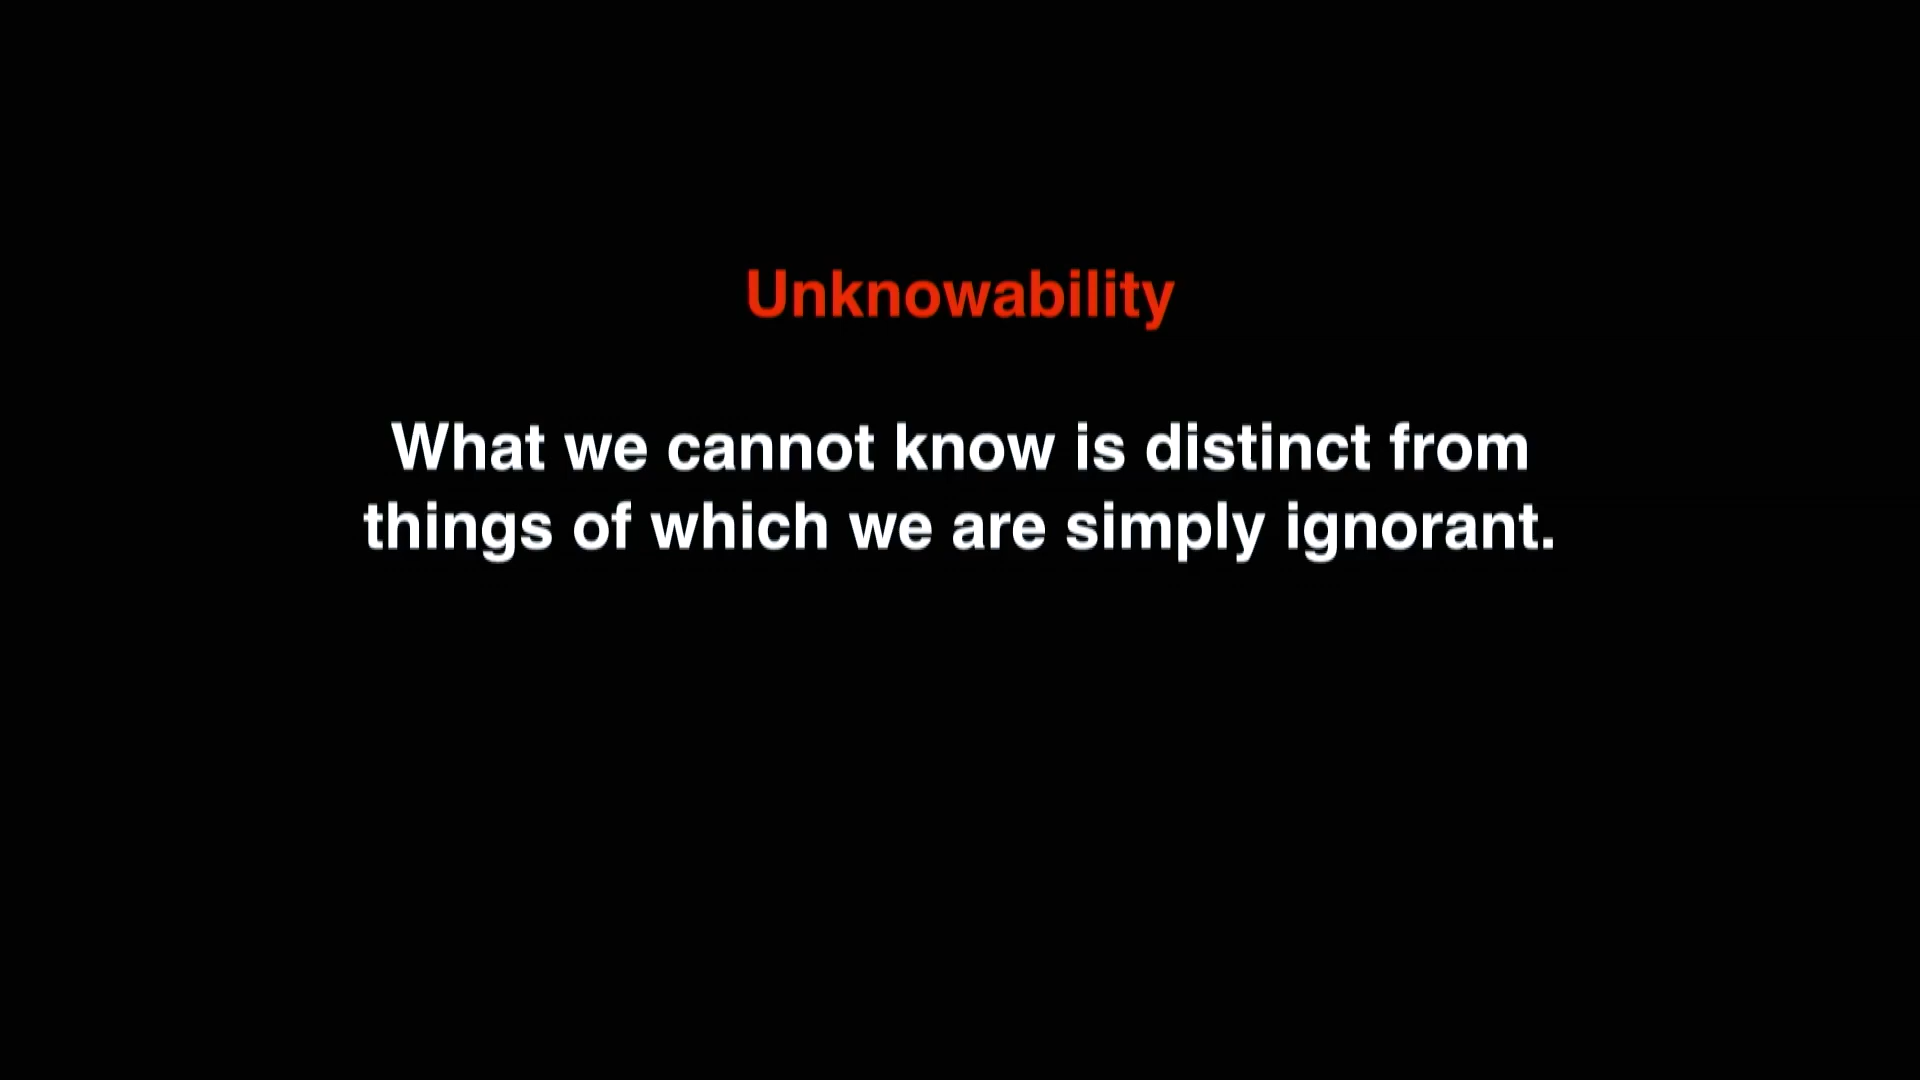 Unknowability
What we cannot know is distinct from
things of which we are simply ignorant.